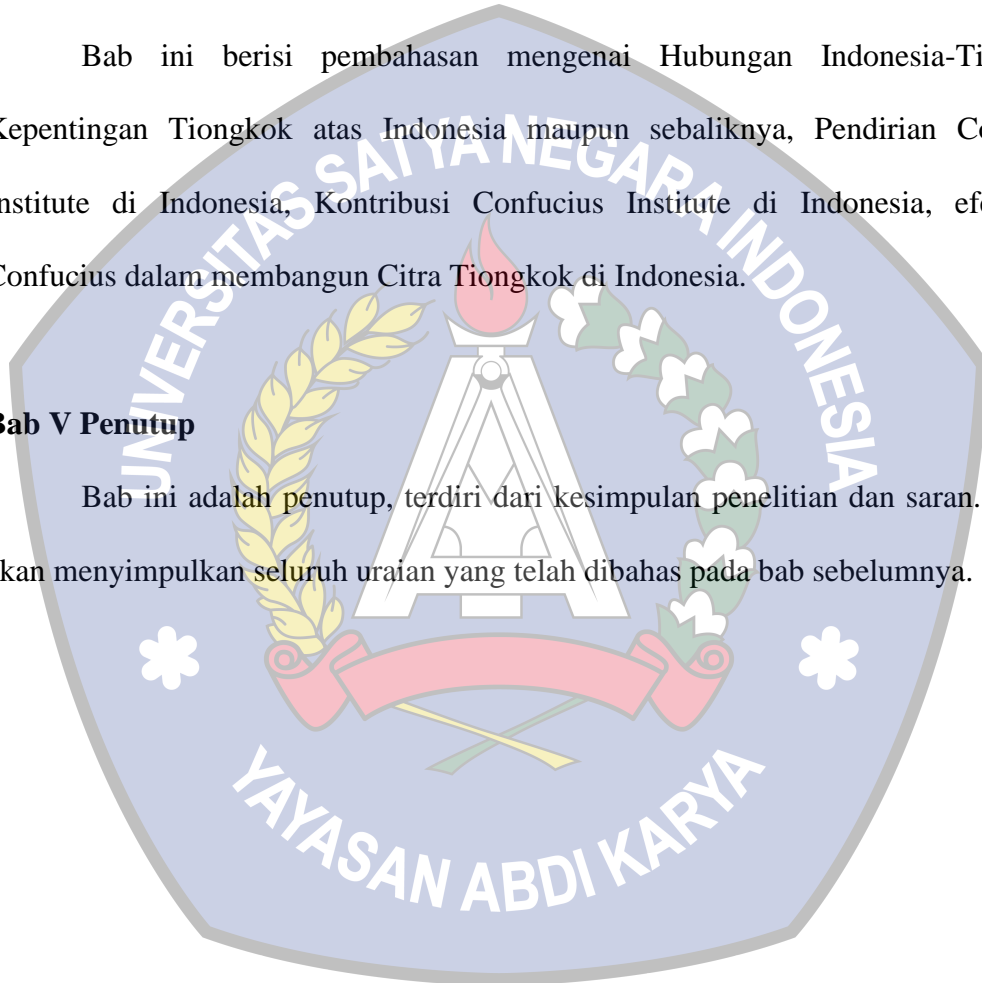 Bab ini berisi pembahasan mengenai Hubungan Indonesia-Ti
Kepentingan Tiongkok atas Indonesia maupun sebaliknya, Pendirian Co
nstitute di Indonesia, Kontribusi Confucius Institute di Indonesia, ef
Confucius dalam membangun Citra Tiongkok di Indonesia.
Bab V Penutup
Bab ini adalah penutup, terdiri dari kesimpulan penelitian dan saran.
kan menyimpulkan seluruh uraian yang telah dibahas pada bab sebelumnya.
UNIVERSITAS SATYA NEGARA INDONESIA
YAYASAN ABDI KARYA